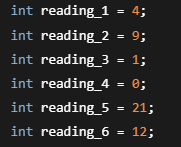 int reading_1 = 4;
int reading_2 = 9;
int reading_3 = 1;
int reading_4 = 0;
int reading_5 = 21;
int reading_6 = 12;